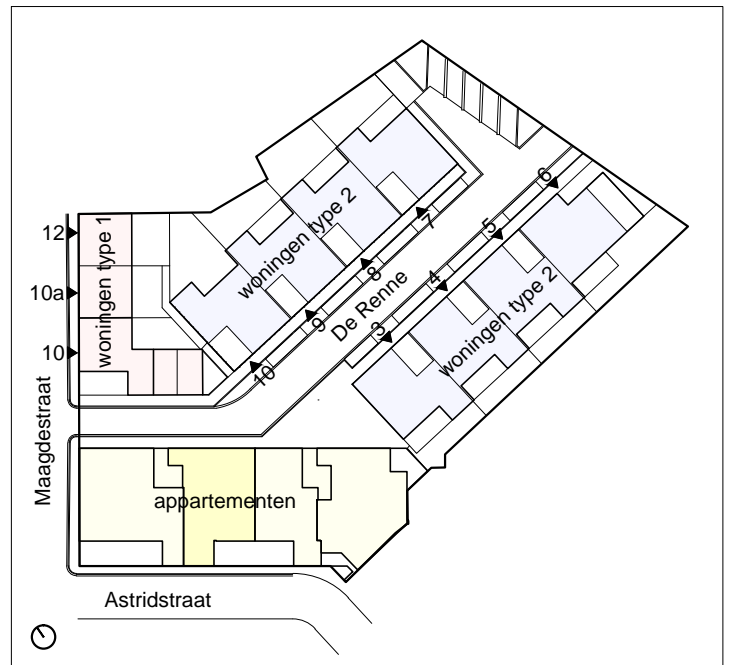 6
5
7
12
woningen type 1
woningen type 2
8
4
10a
De Renne
9
3
woningen type 2
10
10
Maagdestraat
appartementen
Astridstraat